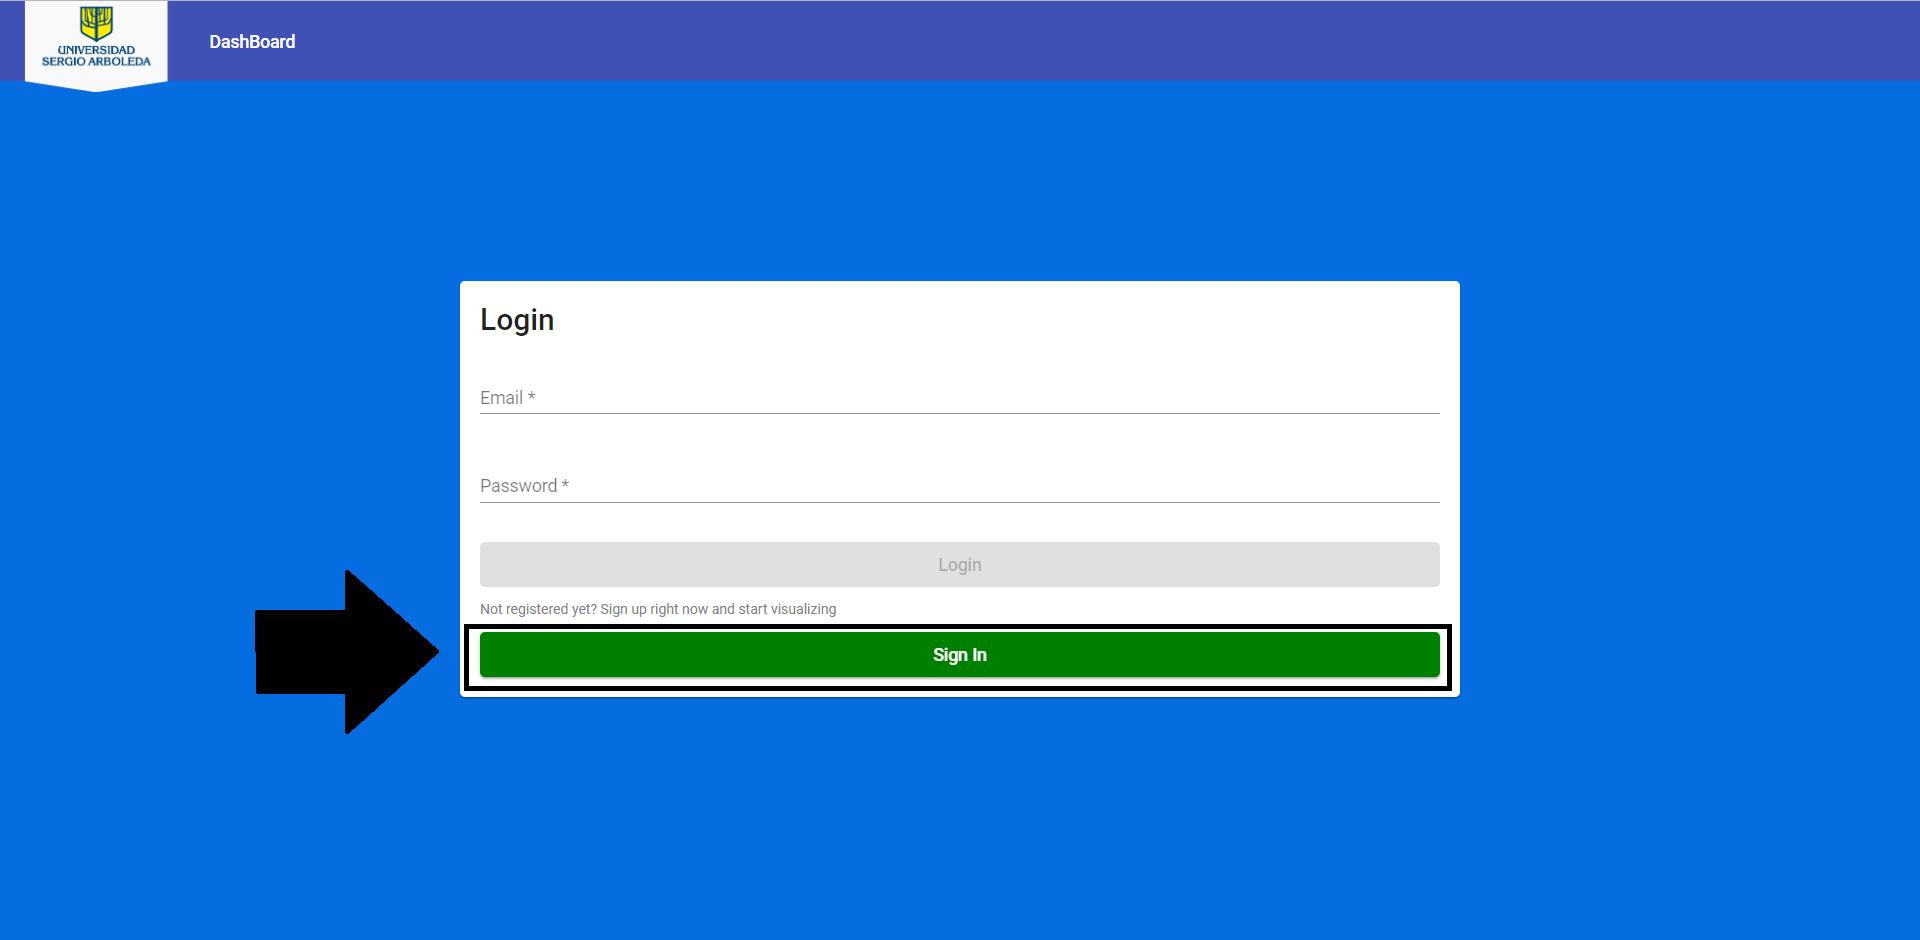 UNIVERSIDAD
SERGIO ARBOLEDA
DashBoard
Login
Email *
Password *
Login
Not registered yet? Sign up right now and start visualizing
Sign In